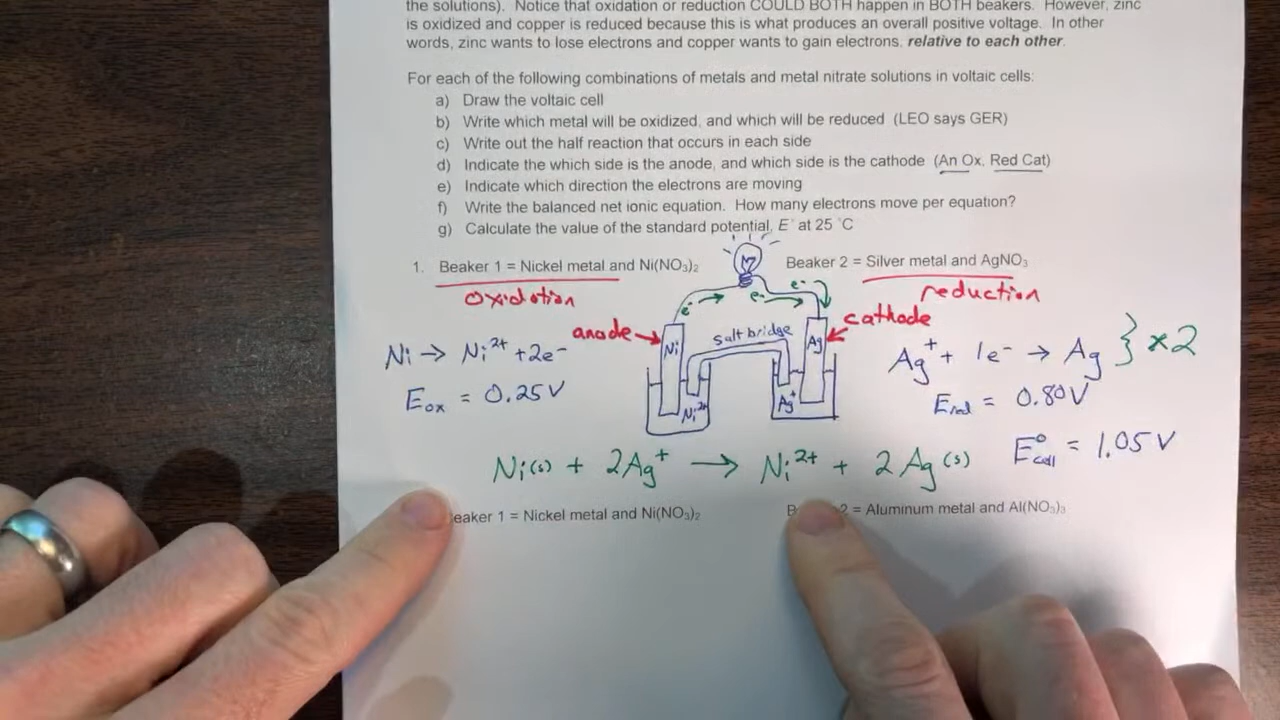 the solutions). Notice that oxidation or reduction COULD BOTH happen in BOTH beakers. However, zinc
is oxidized and copper is reduced because this is what produces an overall positive voltage. In other
words, zinc wants to lose electrons and copper wants to gain electrons, relative to each other.
For each of the following combinations of metals and metal nitrate solutions in voltaic cells:
a) Draw the voltaic cell
b) Write which metal will be oxidized, and which will be reduced (LEO says GER)
c) Write out the half reaction that occurs in each side
d) Indicate the which side is the anode, and which side is the cathode (An Ox, Red Cat)
e) Indicate which direction the electrons are moving
f) Write the balanced net ionic equation. How many electrons move per equation?
g) Calculate the value of the standard potential, E° at 25 °C
1. Beaker 1 = Nickel metal and Ni(NO₃)₂ Beaker 2 = Silver metal and AgNO₃
oxidation reduction
e⁻ e⁻ e⁻
anode cathode
Ni salt bridge Ag
Ni → Ni²⁺ + 2e⁻ Ag⁺ + 1e⁻ → Ag } ×2
Eox = 0.25V Ered = 0.80V
Ni²⁺ Ag⁺
E°cell = 1.05 V
Ni(s) + 2Ag⁺ → Ni²⁺ + 2Ag(s)
eaker 1 = Nickel metal and Ni(NO₃)₂ B 2 = Aluminum metal and Al(NO₃)₃